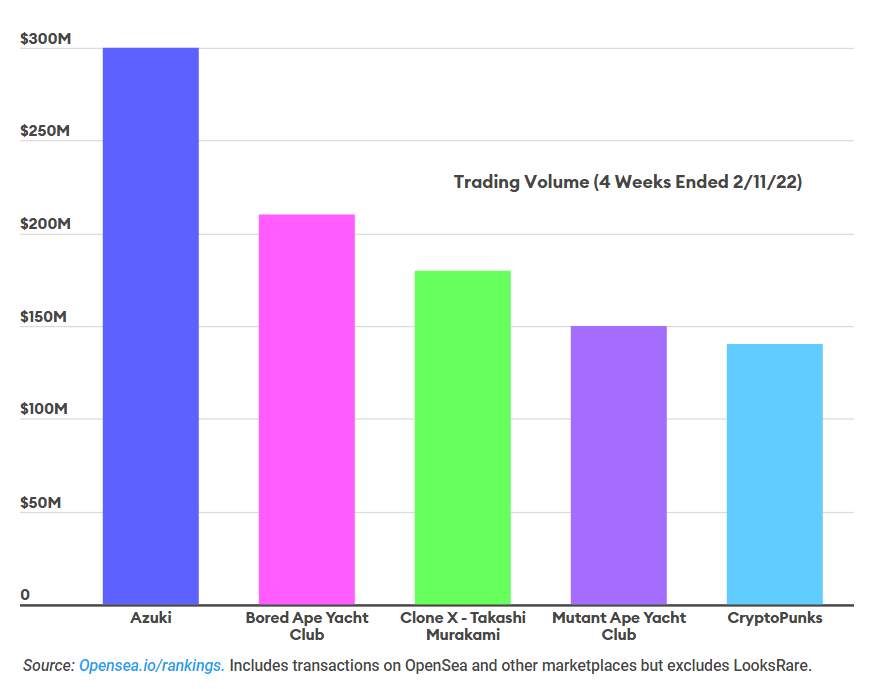 $300M
$250M
Trading Volume (4 Weeks Ended 2/11/22)
$200M
$150M
$100M
$50M
0
Azuki
Bored Ape Yacht
Club
Clone X - Takashi
Murakami
Mutant Ape Yacht
Club
CryptoPunks
Source: Opensea.io/rankings. Includes transactions on OpenSea and other marketplaces but excludes LooksRare.